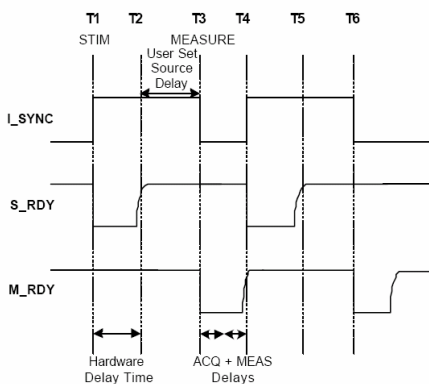 T1 T2 T3 T4 T5 T6
STIM MEASURE
User Set
Source
Delay
I_SYNC
S_RDY
M_RDY
Hardware
Delay Time
ACQ + MEAS
Delays